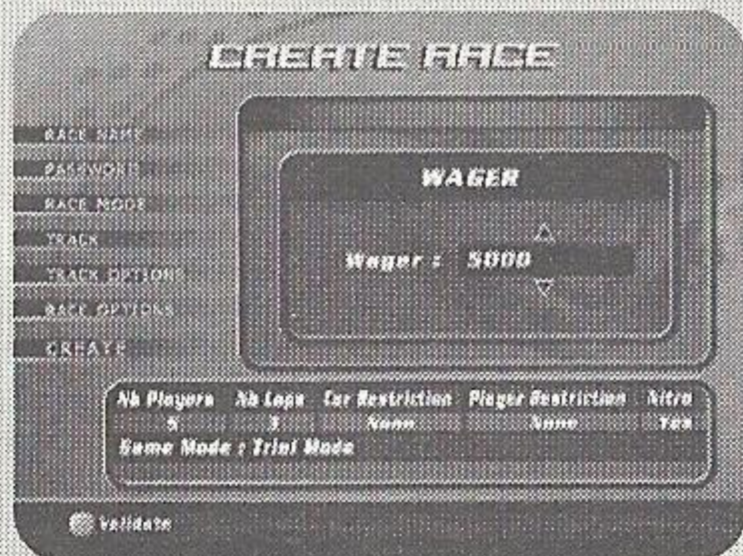 CREATE RACE
RACE NAME
PASSWORD
RACE MODE
TRACK
TRACK OPTIONS
RACE OPTIONS
CREATE
WAGER
Wager : 5000
Nb Players Nb Laps Car Restriction Player Restriction Nitro
5 3 None None Yes
Game Mode : Trini Mode
Validate